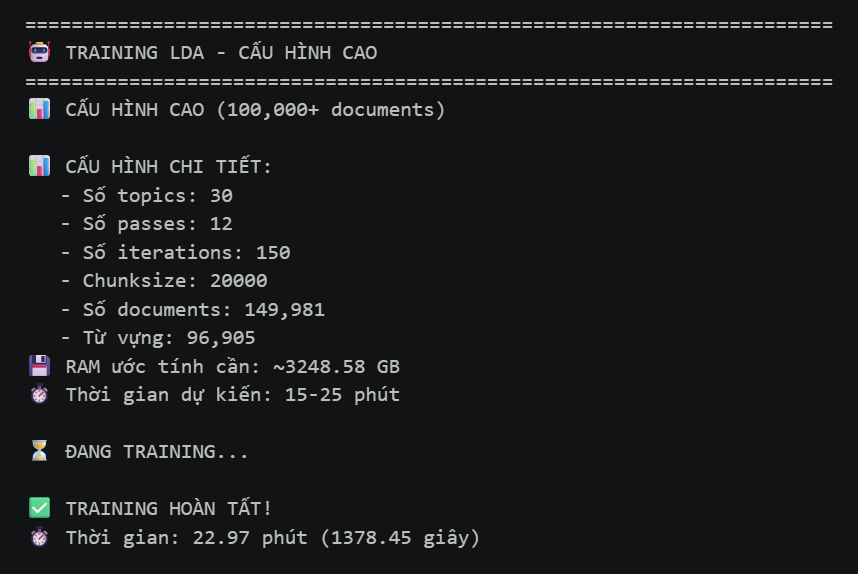 ======================================================================
🤖 TRAINING LDA - CẤU HÌNH CAO
======================================================================
📊 CẤU HÌNH CAO (100,000+ documents)

📊 CẤU HÌNH CHI TIẾT:
   - Số topics: 30
   - Số passes: 12
   - Số iterations: 150
   - Chunksize: 20000
   - Số documents: 149,981
   - Từ vựng: 96,905
💾 RAM ước tính cần: ~3248.58 GB
⏱️ Thời gian dự kiến: 15-25 phút

⏳ ĐANG TRAINING...

✅ TRAINING HOÀN TẤT!
⏱️ Thời gian: 22.97 phút (1378.45 giây)